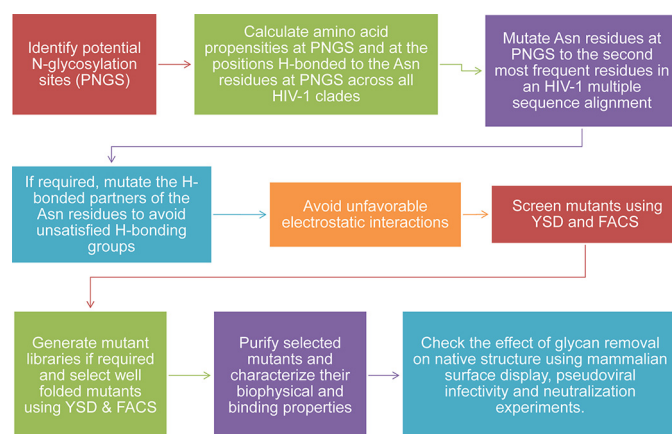 Identify potential
N-glycosylation
sites (PNGS)
Calculate amino acid
propensities at PNGS and at the
positions H-bonded to the Asn
residues at PNGS across all
HIV-1 clades
Mutate Asn residues at
PNGS to the second
most frequent residues in
an HIV-1 multiple
sequence alignment
If required, mutate the H-
bonded partners of the
Asn residues to avoid
unsatisfied H-bonding
groups
Avoid unfavorable
electrostatic interactions
Screen mutants using
YSD and FACS
Generate mutant
libraries if required
and select well
folded mutants
using YSD & FACS
Purify selected
mutants and
characterize their
biophysical and
binding properties
Check the effect of glycan removal
on native structure using mammalian
surface display, pseudoviral
infectivity and neutralization
experiments.